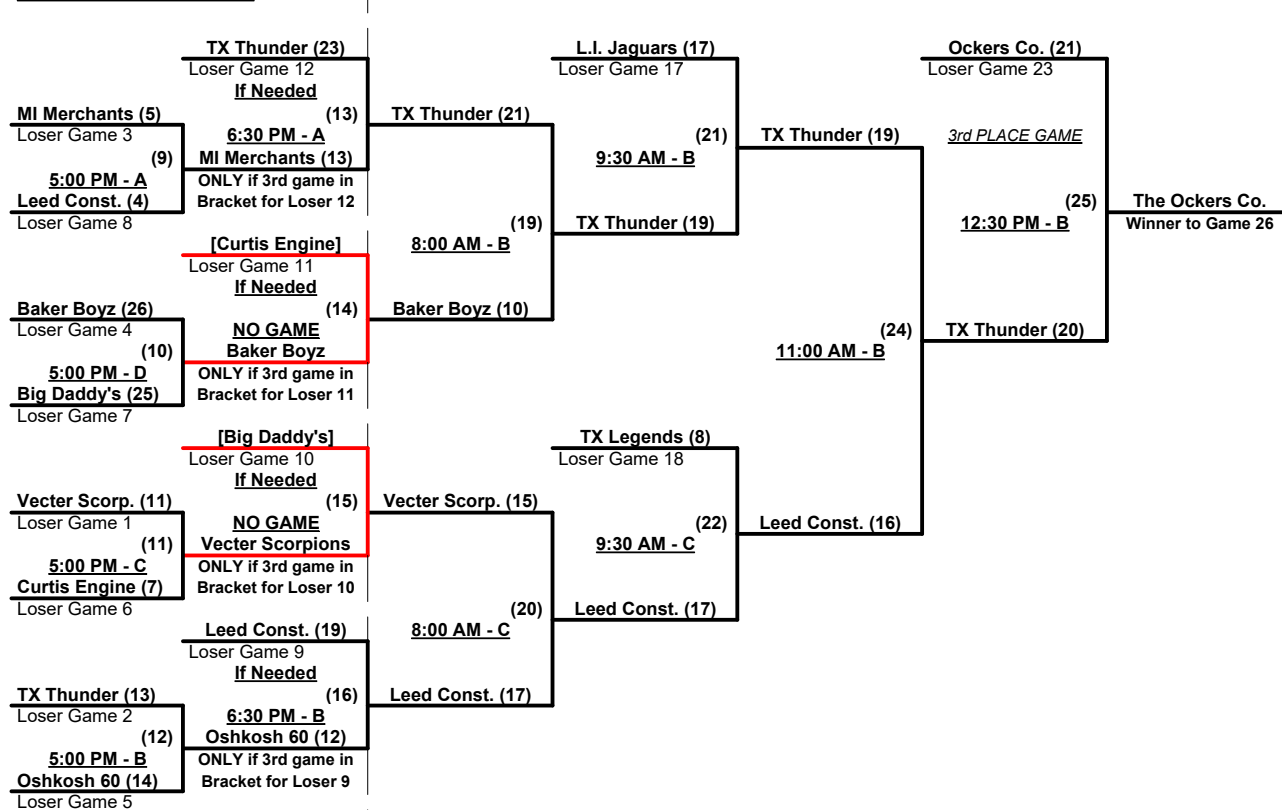 TX Thunder (23)
Loser Game 12
If Needed
(13)
6:30 PM - A
MI Merchants (13)
ONLY if 3rd game in
Bracket for Loser 12
MI Merchants (5)
Loser Game 3
(9)
5:00 PM - A
Leed Const. (4)
Loser Game 8
[Curtis Engine]
Loser Game 11
If Needed
(14)
NO GAME
Baker Boyz
ONLY if 3rd game in
Bracket for Loser 11
Baker Boyz (26)
Loser Game 4
(10)
5:00 PM - D
Big Daddy's (25)
Loser Game 7
[Big Daddy's]
Loser Game 10
If Needed
(15)
NO GAME
Vecter Scorpions
ONLY if 3rd game in
Bracket for Loser 10
Vecter Scorp. (11)
Loser Game 1
(11)
5:00 PM - C
Curtis Engine (7)
Loser Game 6
Leed Const. (19)
Loser Game 9
If Needed
(16)
6:30 PM - B
Oshkosh 60 (12)
ONLY if 3rd game in
Bracket for Loser 9
TX Thunder (13)
Loser Game 2
(12)
5:00 PM - B
Oshkosh 60 (14)
Loser Game 5
TX Thunder (21)
(19)
8:00 AM - B
Baker Boyz (10)
Vecter Scorp. (15)
(20)
8:00 AM - C
Leed Const. (17)
L.I. Jaguars (17)
Loser Game 17
(21)
9:30 AM - B
TX Thunder (19)
TX Legends (8)
Loser Game 18
(22)
9:30 AM - C
Leed Const. (17)
TX Thunder (19)
(24)
11:00 AM - B
Leed Const. (16)
Ockers Co. (21)
Loser Game 23
3rd PLACE GAME
(25)
12:30 PM - B
TX Thunder (20)
The Ockers Co.
Winner to Game 26